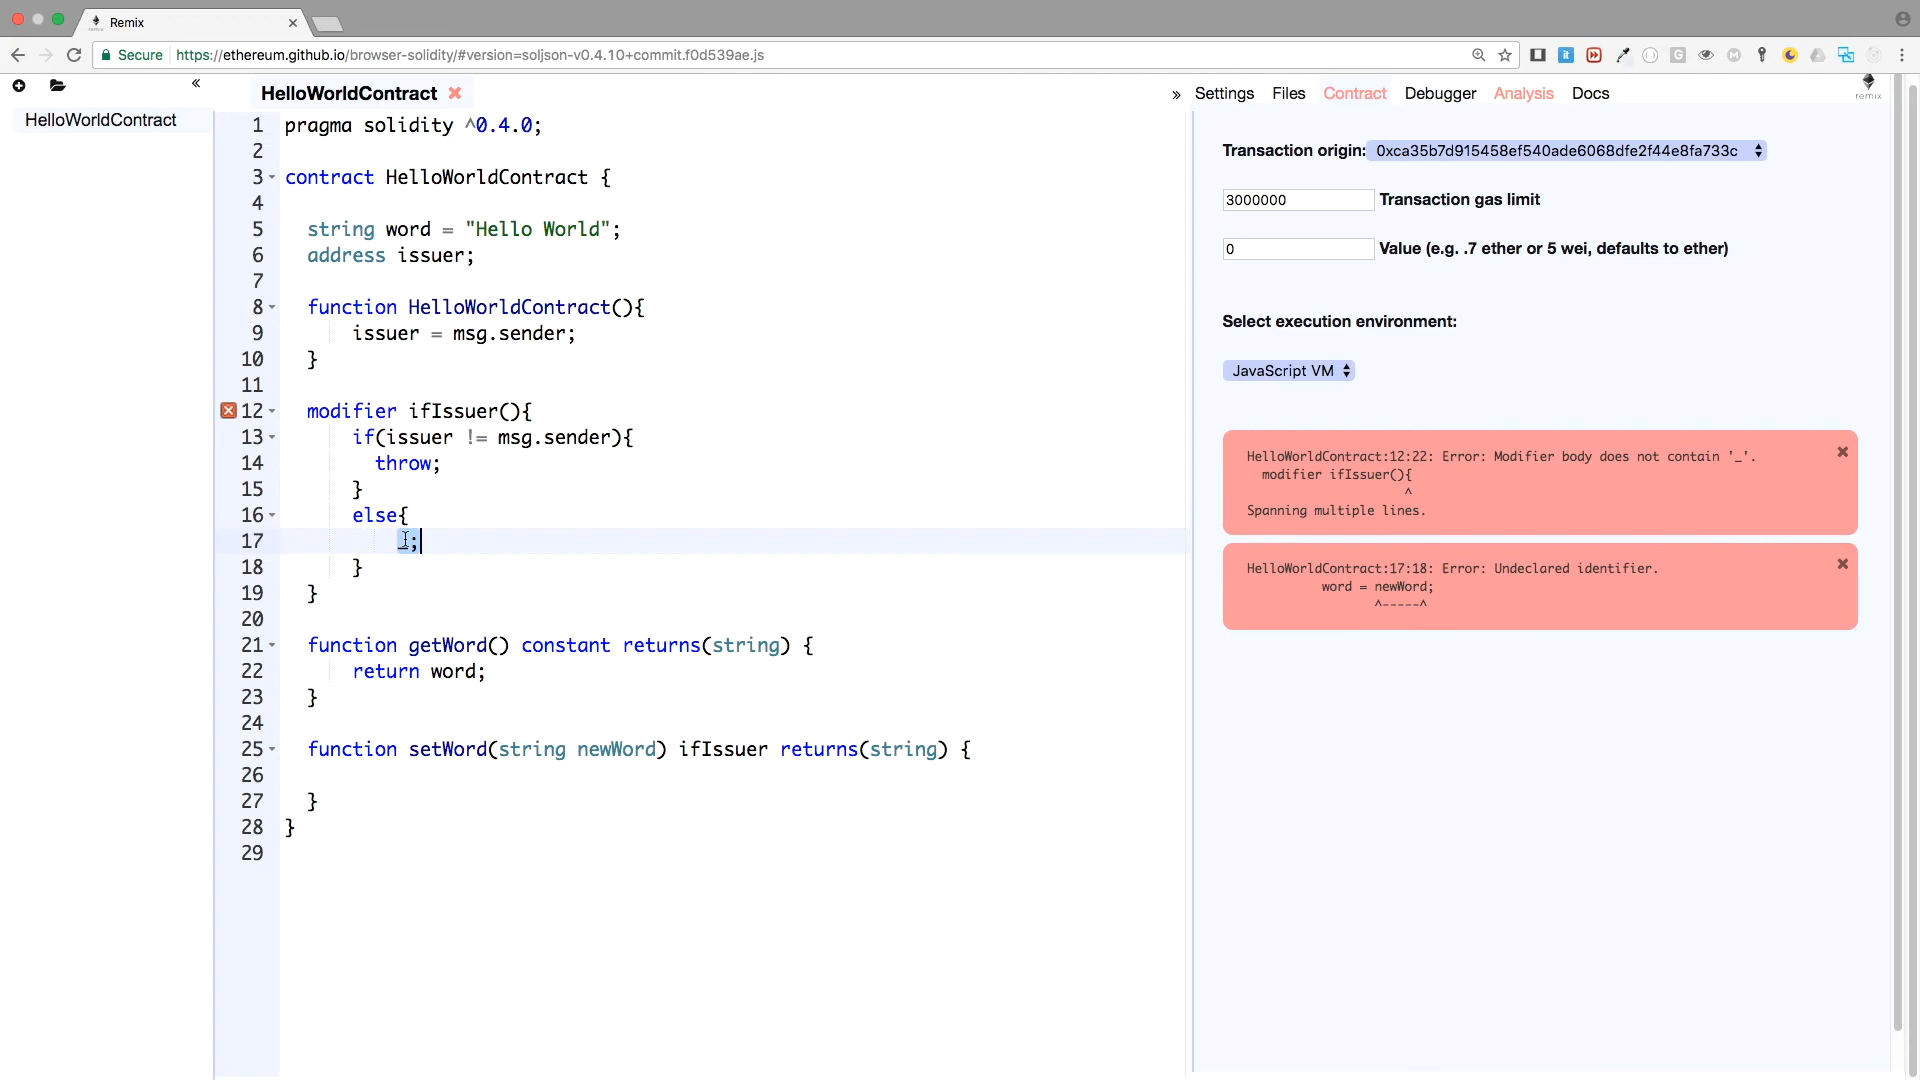 Remix
Secure https://ethereum.github.io/browser-solidity/#version=soljson-v0.4.10+commit.f0d539ae.js
HelloWorldContract
HelloWorldContract
» Settings Files Contract Debugger Analysis Docs
remix
1 pragma solidity ^0.4.0;
2
3 contract HelloWorldContract {
4
5 string word = "Hello World";
6 address issuer;
7
8 function HelloWorldContract(){
9 issuer = msg.sender;
10 }
11
12 modifier ifIssuer(){
13 if(issuer != msg.sender){
14 throw;
15 }
16 else{
17 _;
18 }
19 }
20
21 function getWord() constant returns(string) {
22 return word;
23 }
24
25 function setWord(string newWord) ifIssuer returns(string) {
26
27 }
28 }
29
Transaction origin: 0xca35b7d915458ef540ade6068dfe2f44e8fa733c
3000000 Transaction gas limit
0 Value (e.g. .7 ether or 5 wei, defaults to ether)
Select execution environment:
JavaScript VM
HelloWorldContract:12:22: Error: Modifier body does not contain '_'.
modifier ifIssuer(){
^
Spanning multiple lines.
HelloWorldContract:17:18: Error: Undeclared identifier.
word = newWord;
^-----^